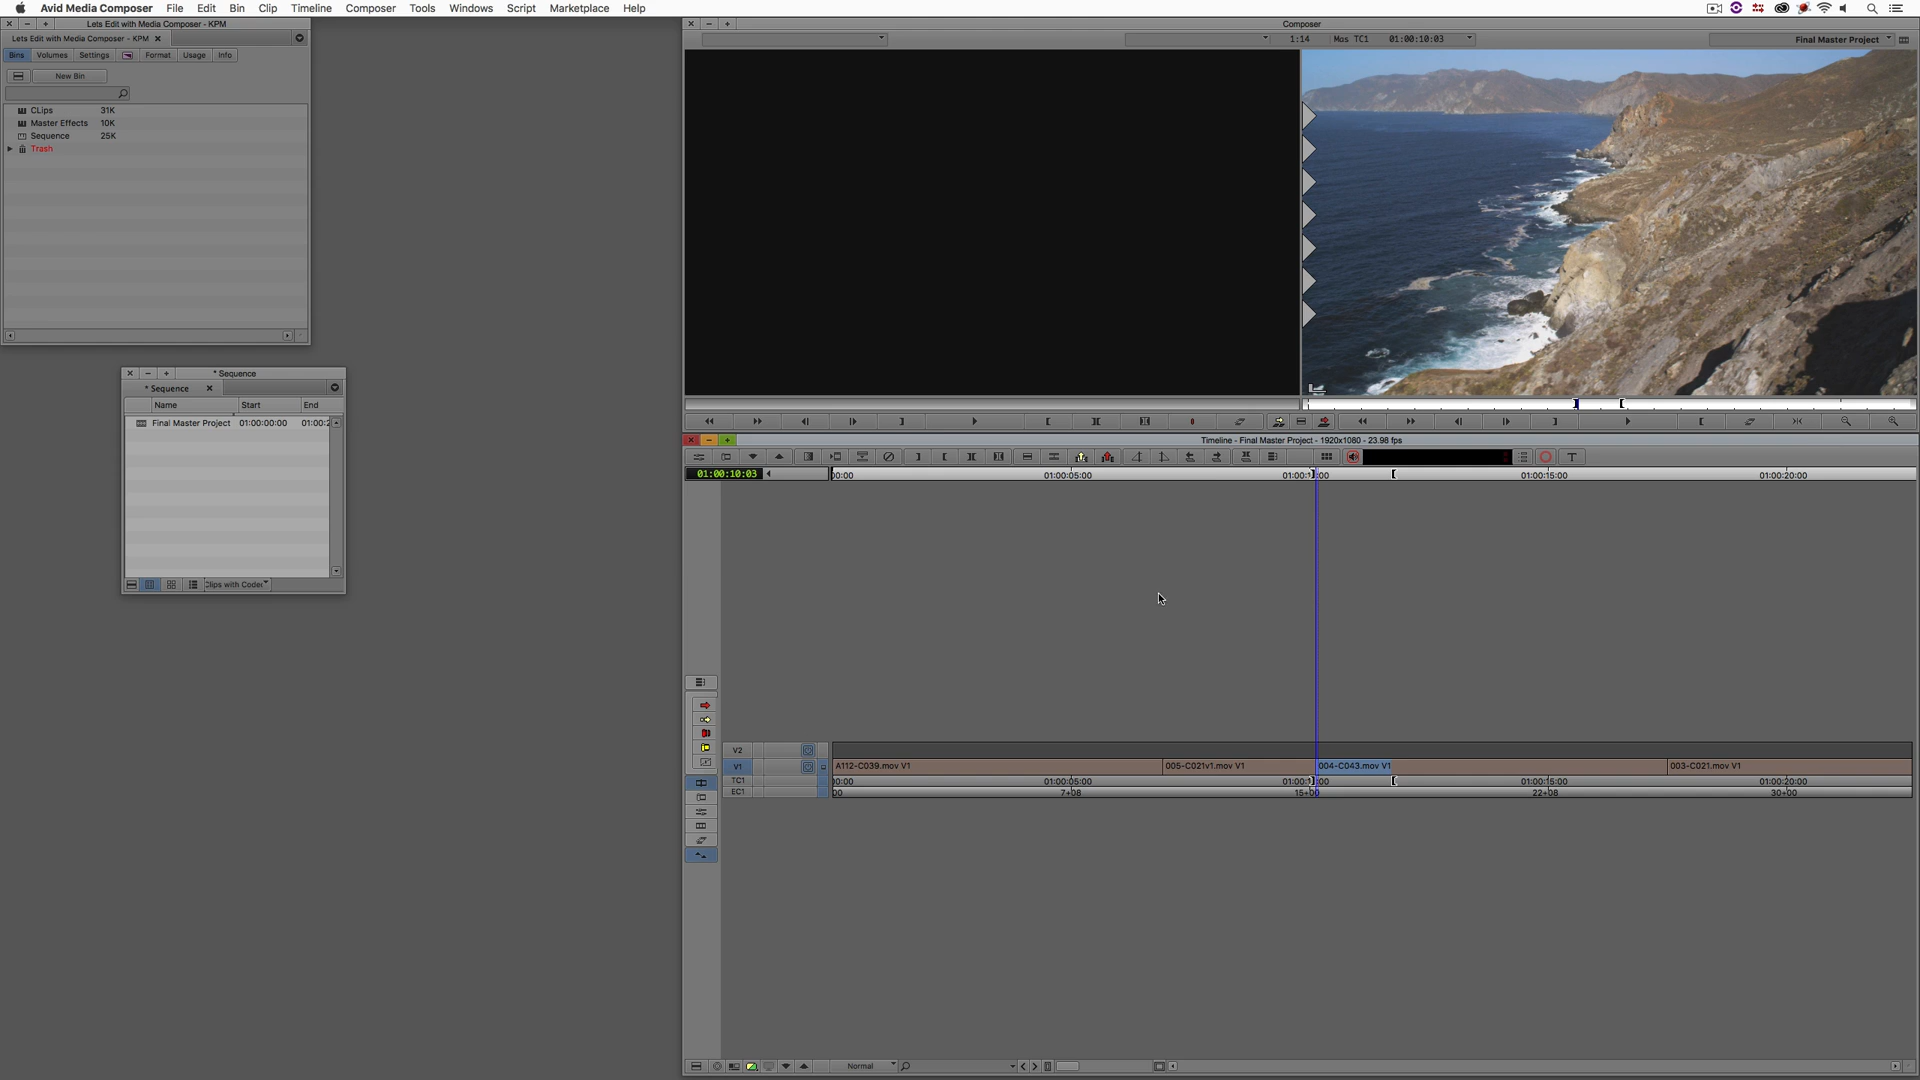 Avid Media Composer File Edit Bin Clip Timeline Composer Tools Windows Script Marketplace Help
Lets Edit with Media Composer - KPM
Lets Edit with Media Composer - KPM
Bins Volumes Settings Format Usage Info
New Bin
CLips 31K
Master Effects 10K
Sequence 25K
Trash
* Sequence
* Sequence
Name Start End
Final Master Project 01:00:00:00 01:00:2
Clips with Codec
Composer
1:14 Mas TC1 01:00:10:03 Final Master Project
Timeline - Final Master Project - 1920x1080 - 23.98 fps
01:00:10:03 00:00 01:00:05:00 01:00:1 :00 01:00:15:00 01:00:20:00
V2
V1 A112-C039.mov V1 005-C021v1.mov V1 004-C043.mov V1 003-C021.mov V1
TC1 00:00 01:00:05:00 01:00:1 :00 01:00:15:00 01:00:20:00
EC1 00 7+08 15+00 22+08 30+00
Normal